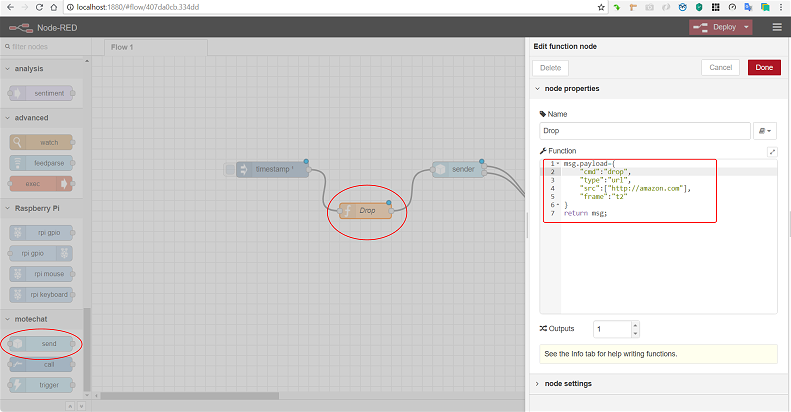 localhost:1880/#flow/407da0cb.334dd
Node-RED
Deploy
filter nodes
Flow 1
Edit function node
Delete
Cancel
Done
analysis
sentiment
advanced
watch
feedparse
exec
Raspberry Pi
rpi gpio
rpi gpio
rpi mouse
rpi keyboard
motechat
send
call
trigger
timestamp ¹
Drop
sender
node properties
Name
Drop
Function
1 msg.payload={
2 "cmd":"drop",
3 "type":"url",
4 "src":["http://amazon.com"],
5 "frame":"t2"
6 }
7 return msg;
Outputs
1
See the Info tab for help writing functions.
node settings